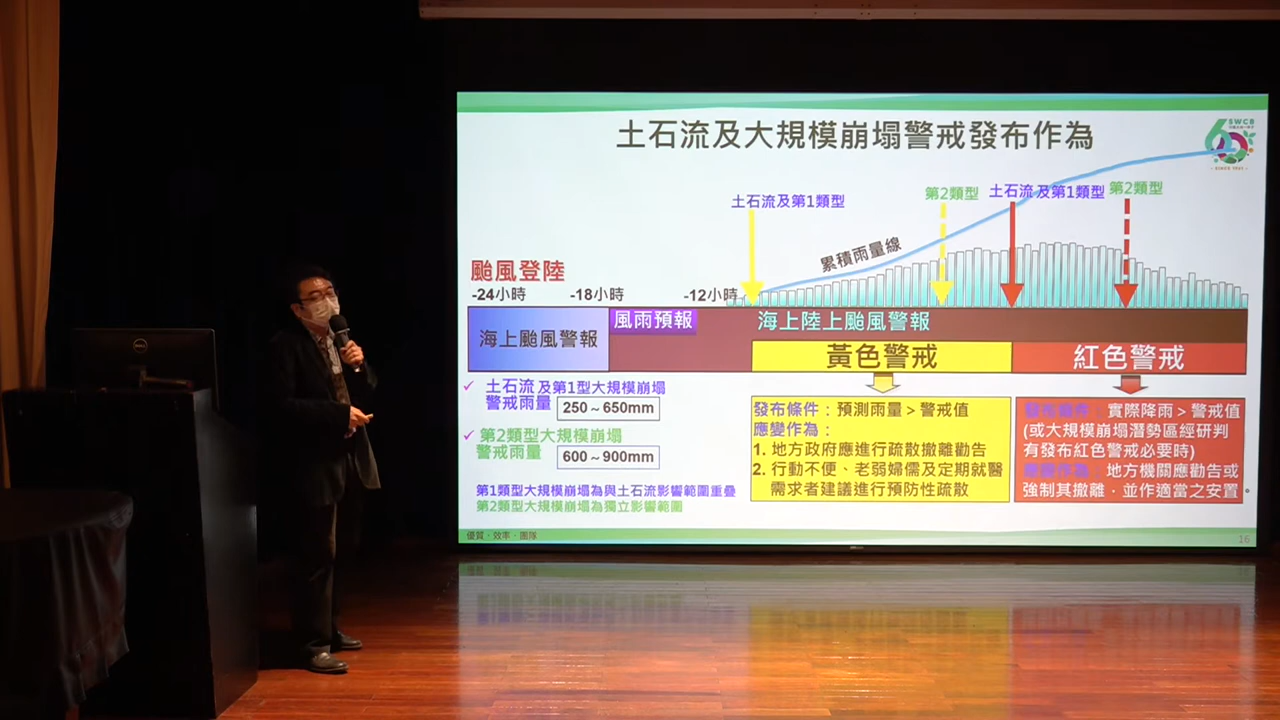 土石流及大規模崩塌警戒發布作為
SWCB
60
土石流及第1類型
第2類型
土石流及第1類型
第2類型
累積雨量線
颱風登陸
-24小時
-18小時
-12小時
海上颱風警報
風雨預報
海上陸上颱風警報
黃色警戒
紅色警戒
✓ 土石流及第1型大規模崩塌
警戒雨量 250~650mm
✓ 第2類型大規模崩塌
警戒雨量 600~900mm
第1類型大規模崩塌為與土石流影響範圍重疊
第2類型大規模崩塌為獨立影響範圍
發布條件：預測雨量＞警戒值
應變作為：
1. 地方政府應進行疏散撤離勸告
2. 行動不便、老弱婦孺及定期就醫
需求者建議進行預防性疏散
發布條件：實際降雨＞警戒值
(或大規模崩塌潛勢區經研判
有發布紅色警戒必要時)
應變作為：地方機關應勸告或
強制其撤離，並作適當之安置。
優質．效率．團隊
16
DELL